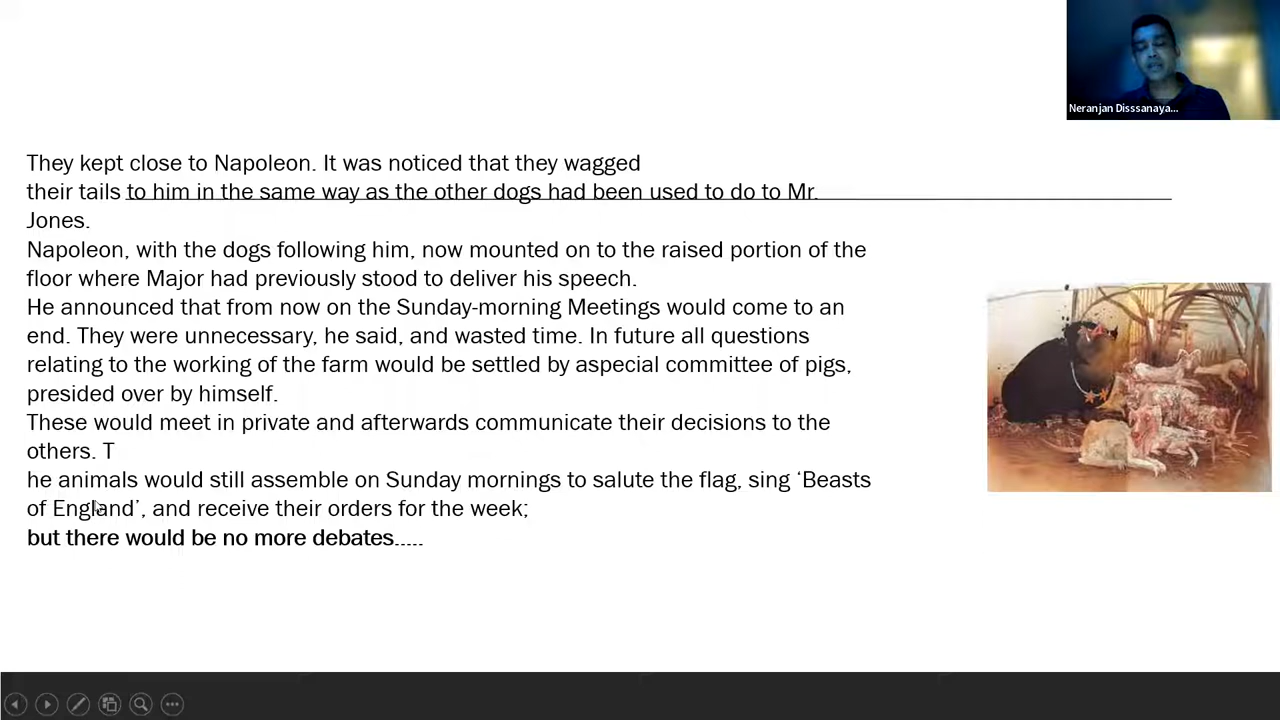 Neranjan Disssanaya...
They kept close to Napoleon. It was noticed that they wagged
their tails to him in the same way as the other dogs had been used to do to Mr.
Jones.
Napoleon, with the dogs following him, now mounted on to the raised portion of the
floor where Major had previously stood to deliver his speech.
He announced that from now on the Sunday-morning Meetings would come to an
end. They were unnecessary, he said, and wasted time. In future all questions
relating to the working of the farm would be settled by aspecial committee of pigs,
presided over by himself.
These would meet in private and afterwards communicate their decisions to the
others. T
he animals would still assemble on Sunday mornings to salute the flag, sing ‘Beasts
of England’, and receive their orders for the week;
but there would be no more debates.....